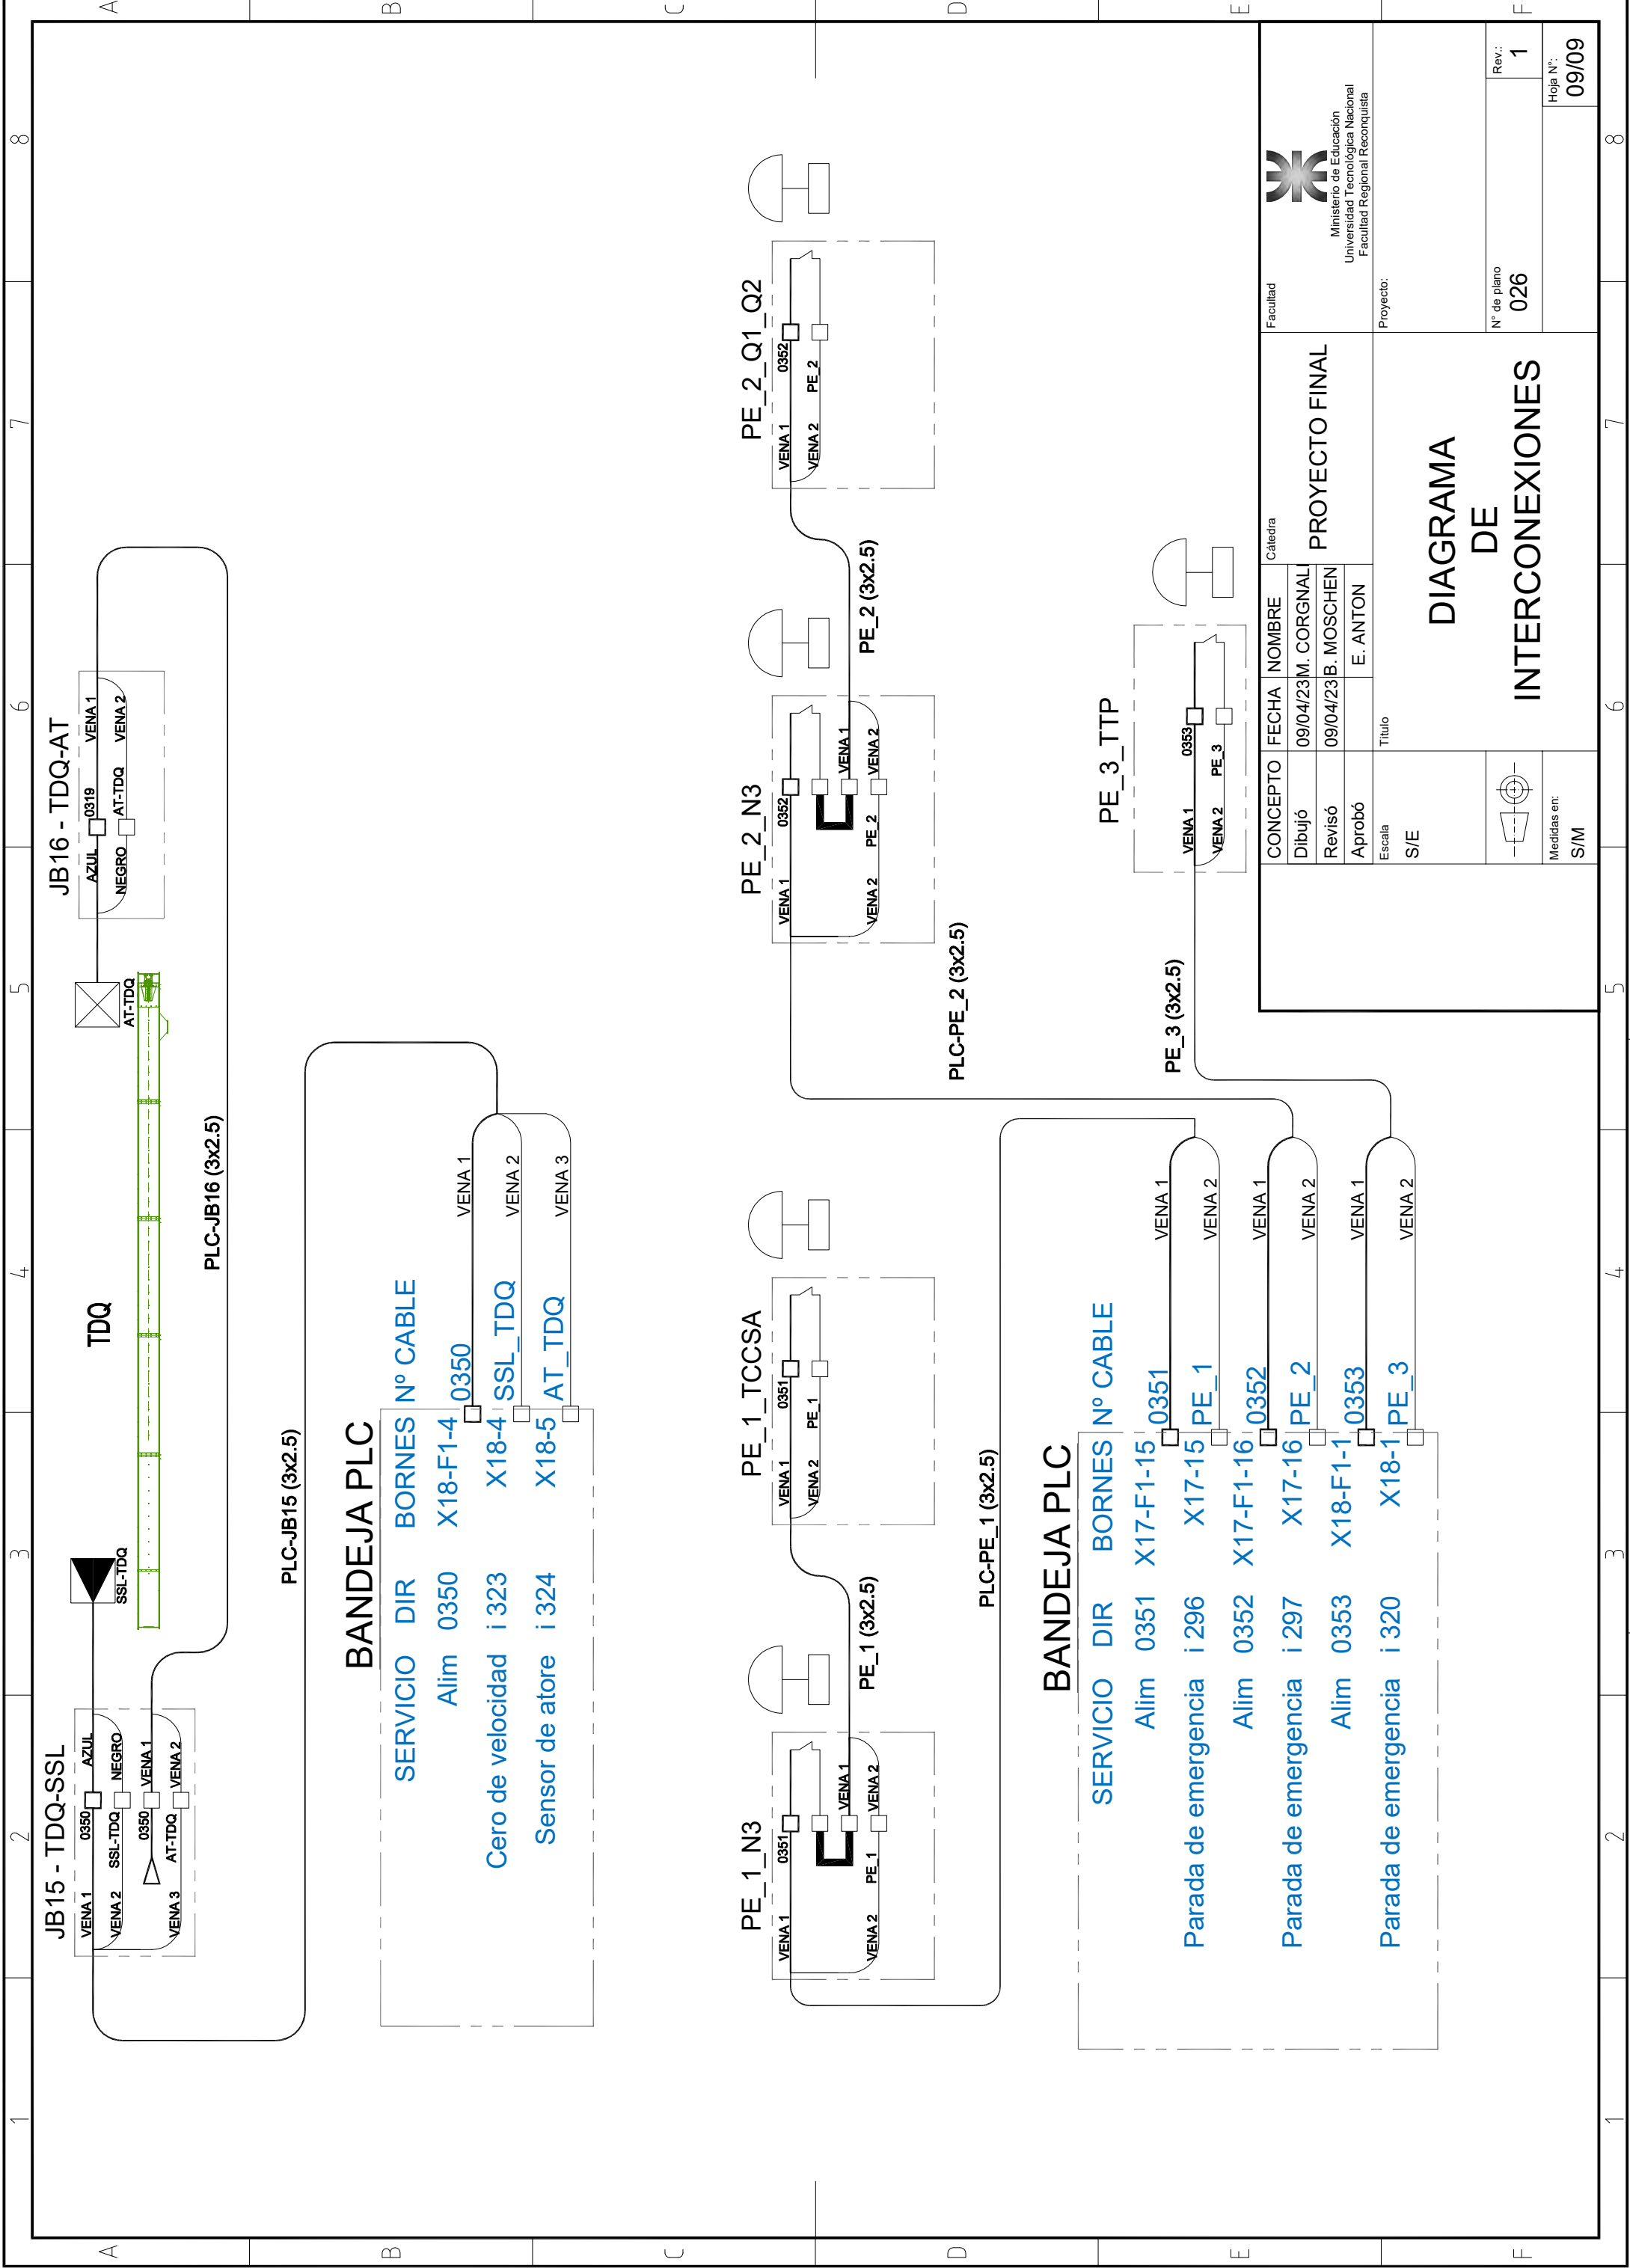 1 2 3 4 5 6 7 8
A
B
C
D
E
F
JB15 - TDQ-SSL
VENA 1 0350 AZUL
VENA 2 SSL-TDQ NEGRO
0350 VENA 1
VENA 3 AT-TDQ VENA 2
SSL-TDQ
TDQ
AT-TDQ
JB16 - TDQ-AT
AZUL 0319 VENA 1
NEGRO AT-TDQ VENA 2
PLC-JB16 (3x2.5)
PLC-JB15 (3x2.5)
BANDEJA PLC
SERVICIO DIR BORNES Nº CABLE
Alim 0350 X18-F1-4 0350 VENA 1
Cero de velocidad i 323 X18-4 SSL_TDQ VENA 2
Sensor de atore i 324 X18-5 AT_TDQ VENA 3
PE_1_N3
VENA 1 0351
VENA 1
VENA 2 PE_1 VENA 2
PE_1 (3x2.5)
PE_1_TCCSA
VENA 1 0351
VENA 2 PE_1
PE_2_N3
VENA 1 0352
VENA 1
VENA 2 PE_2 VENA 2
PE_2 (3x2.5)
PE_2_Q1_Q2
VENA 1 0352
VENA 2 PE_2
PLC-PE_1 (3x2.5)
PLC-PE_2 (3x2.5)
BANDEJA PLC
SERVICIO DIR BORNES Nº CABLE
Alim 0351 X17-F1-15 0351 VENA 1
Parada de emergencia i 296 X17-15 PE_1 VENA 2
Alim 0352 X17-F1-16 0352 VENA 1
Parada de emergencia i 297 X17-16 PE_2 VENA 2
Alim 0353 X18-F1-1 0353 VENA 1
Parada de emergencia i 320 X18-1 PE_3 VENA 2
PE_3 (3x2.5)
PE_3_TTP
VENA 1 0353
VENA 2 PE_3
CONCEPTO FECHA NOMBRE
Dibujó 09/04/23 M. CORGNALI
Revisó 09/04/23 B. MOSCHEN
Aprobó E. ANTON
Cátedra
PROYECTO FINAL
Facultad
Ministerio de Educación
Universidad Tecnológica Nacional
Facultad Regional Reconquista
Escala
S/E
Titulo
DIAGRAMA
DE
INTERCONEXIONES
Proyecto:
N° de plano
026
Rev.:
1
Medidas en:
S/M
Hoja N°:
09/09
1 2 3 4 5 6 7 8
A
B
C
D
E
F